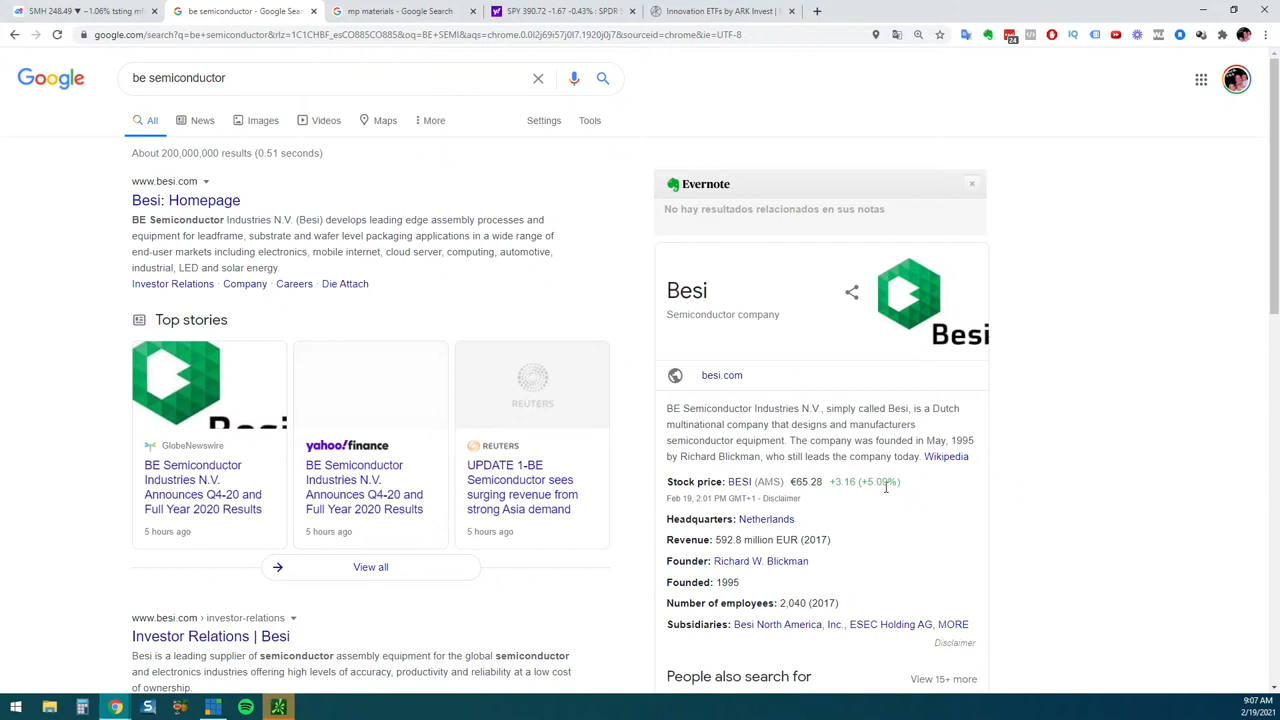 SMH 248.49 ▼ −1.06% tsting mf
be semiconductor - Google Sear
mp materials - Google Search
SPY 390.72 -1.67 -0.43% : SPDR S
Innovation ETFs by ARK Invest | M
google.com/search?q=be+semiconductor&rlz=1C1CHBF_esCO885CO885&oq=BE+SEMI&aqs=chrome.0.0l2j69i57j0l7.1920j0j7&sourceid=chrome&ie=UTF-8
24
Google
be semiconductor
All
News
Images
Videos
Maps
More
Settings
Tools
About 200,000,000 results (0.51 seconds)
www.besi.com
Besi: Homepage
BE Semiconductor Industries N.V. (Besi) develops leading edge assembly processes and
equipment for leadframe, substrate and wafer level packaging applications in a wide range of
end-user markets including electronics, mobile internet, cloud server, computing, automotive,
industrial, LED and solar energy.
Investor Relations · Company · Careers · Die Attach
Top stories
Besi
GlobeNewswire
BE Semiconductor
Industries N.V.
Announces Q4-20 and
Full Year 2020 Results
5 hours ago
yahoo!finance
BE Semiconductor
Industries N.V.
Announces Q4-20 and
Full Year 2020 Results
5 hours ago
REUTERS
REUTERS
UPDATE 1-BE
Semiconductor sees
surging revenue from
strong Asia demand
5 hours ago
View all
www.besi.com › investor-relations
Investor Relations | Besi
Besi is a leading supplier of semiconductor assembly equipment for the global semiconductor
and electronics industries offering high levels of accuracy, productivity and reliability at a low cost
of ownership.
Evernote
No hay resultados relacionados en sus notas
Besi
Semiconductor company
Besi
besi.com
BE Semiconductor Industries N.V., simply called Besi, is a Dutch
multinational company that designs and manufacturers
semiconductor equipment. The company was founded in May, 1995
by Richard Blickman, who still leads the company today. Wikipedia
Stock price: BESI (AMS) €65.28 +3.16 (+5.09%)
Feb 19, 2:01 PM GMT+1 - Disclaimer
Headquarters: Netherlands
Revenue: 592.8 million EUR (2017)
Founder: Richard W. Blickman
Founded: 1995
Number of employees: 2,040 (2017)
Subsidiaries: Besi North America, Inc., ESEC Holding AG, MORE
Disclaimer
People also search for
View 15+ more
9:07 AM
2/19/2021